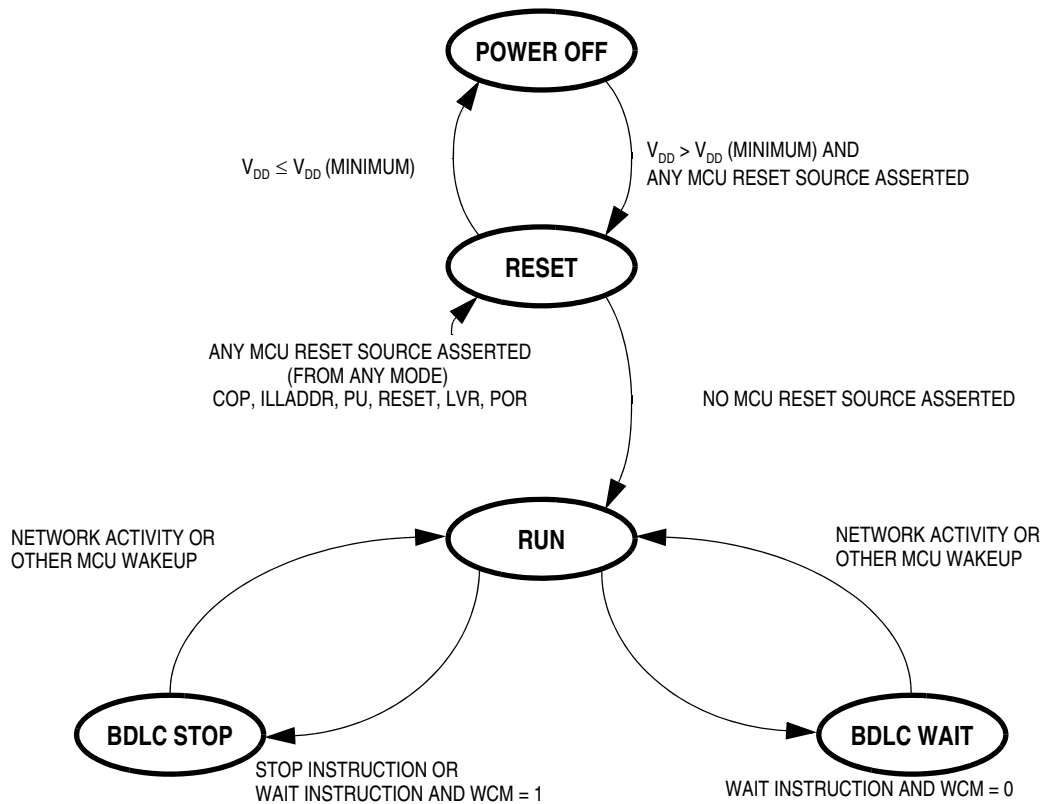 POWER OFF
V_DD ≤ V_DD (MINIMUM)
V_DD > V_DD (MINIMUM) AND
ANY MCU RESET SOURCE ASSERTED
RESET
ANY MCU RESET SOURCE ASSERTED
(FROM ANY MODE)
COP, ILLADDR, PU, RESET, LVR, POR
NO MCU RESET SOURCE ASSERTED
NETWORK ACTIVITY OR
OTHER MCU WAKEUP
RUN
NETWORK ACTIVITY OR
OTHER MCU WAKEUP
BDLC STOP
BDLC WAIT
STOP INSTRUCTION OR
WAIT INSTRUCTION AND WCM = 1
WAIT INSTRUCTION AND WCM = 0